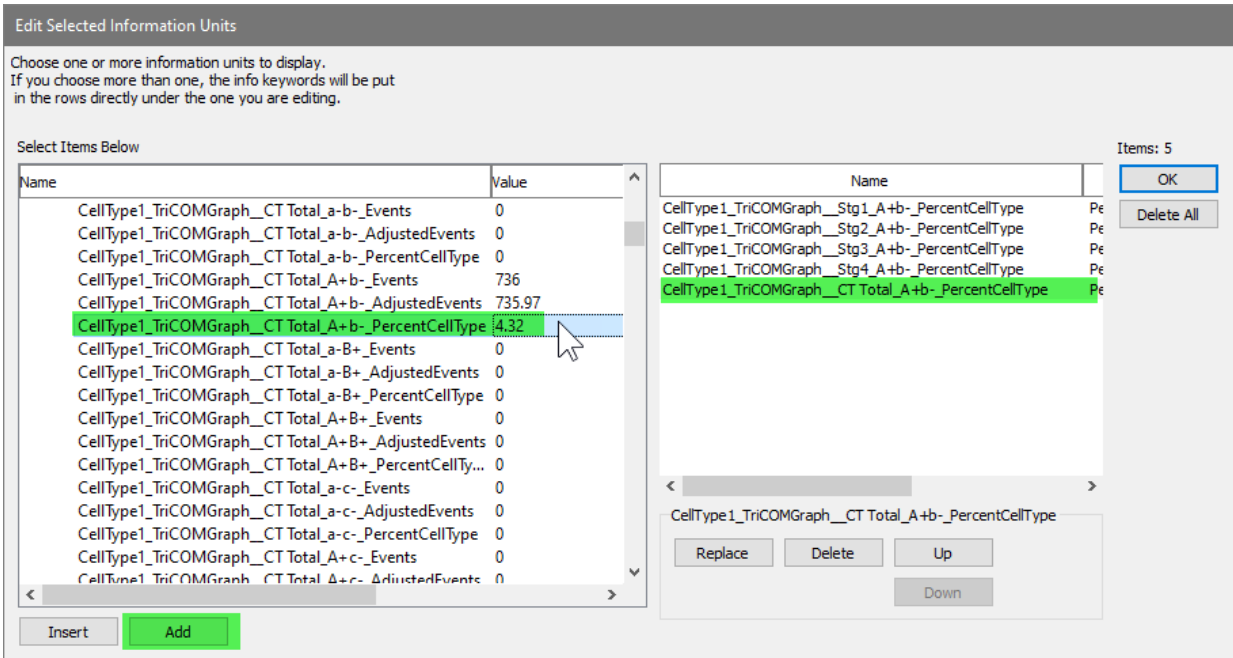 Edit Selected Information Units
Choose one or more information units to display.
If you choose more than one, the info keywords will be put
in the rows directly under the one you are editing.
Select Items Below
Name Value
CellType1_TriCOMGraph__CT Total_a-b-_Events 0
CellType1_TriCOMGraph__CT Total_a-b-_AdjustedEvents 0
CellType1_TriCOMGraph__CT Total_a-b-_PercentCellType 0
CellType1_TriCOMGraph__CT Total_A+b-_Events 736
CellType1_TriCOMGraph__CT Total_A+b-_AdjustedEvents 735.97
CellType1_TriCOMGraph__CT Total_A+b-_PercentCellType 4.32
CellType1_TriCOMGraph__CT Total_a-B+_Events 0
CellType1_TriCOMGraph__CT Total_a-B+_AdjustedEvents 0
CellType1_TriCOMGraph__CT Total_a-B+_PercentCellType 0
CellType1_TriCOMGraph__CT Total_A+B+_Events 0
CellType1_TriCOMGraph__CT Total_A+B+_AdjustedEvents 0
CellType1_TriCOMGraph__CT Total_A+B+_PercentCellTy... 0
CellType1_TriCOMGraph__CT Total_a-c-_Events 0
CellType1_TriCOMGraph__CT Total_a-c-_AdjustedEvents 0
CellType1_TriCOMGraph__CT Total_a-c-_PercentCellType 0
CellType1_TriCOMGraph__CT Total_A+c-_Events 0
CellType1_TriCOMGraph__CT Total_A+c-_AdjustedEvents 0
Insert
Add
Name
CellType1_TriCOMGraph__Stg1_A+b-_PercentCellType Pe
CellType1_TriCOMGraph__Stg2_A+b-_PercentCellType Pe
CellType1_TriCOMGraph__Stg3_A+b-_PercentCellType Pe
CellType1_TriCOMGraph__Stg4_A+b-_PercentCellType Pe
CellType1_TriCOMGraph__CT Total_A+b-_PercentCellType Pe
CellType1_TriCOMGraph__CT Total_A+b-_PercentCellType
Replace
Delete
Up
Down
Items: 5
OK
Delete All